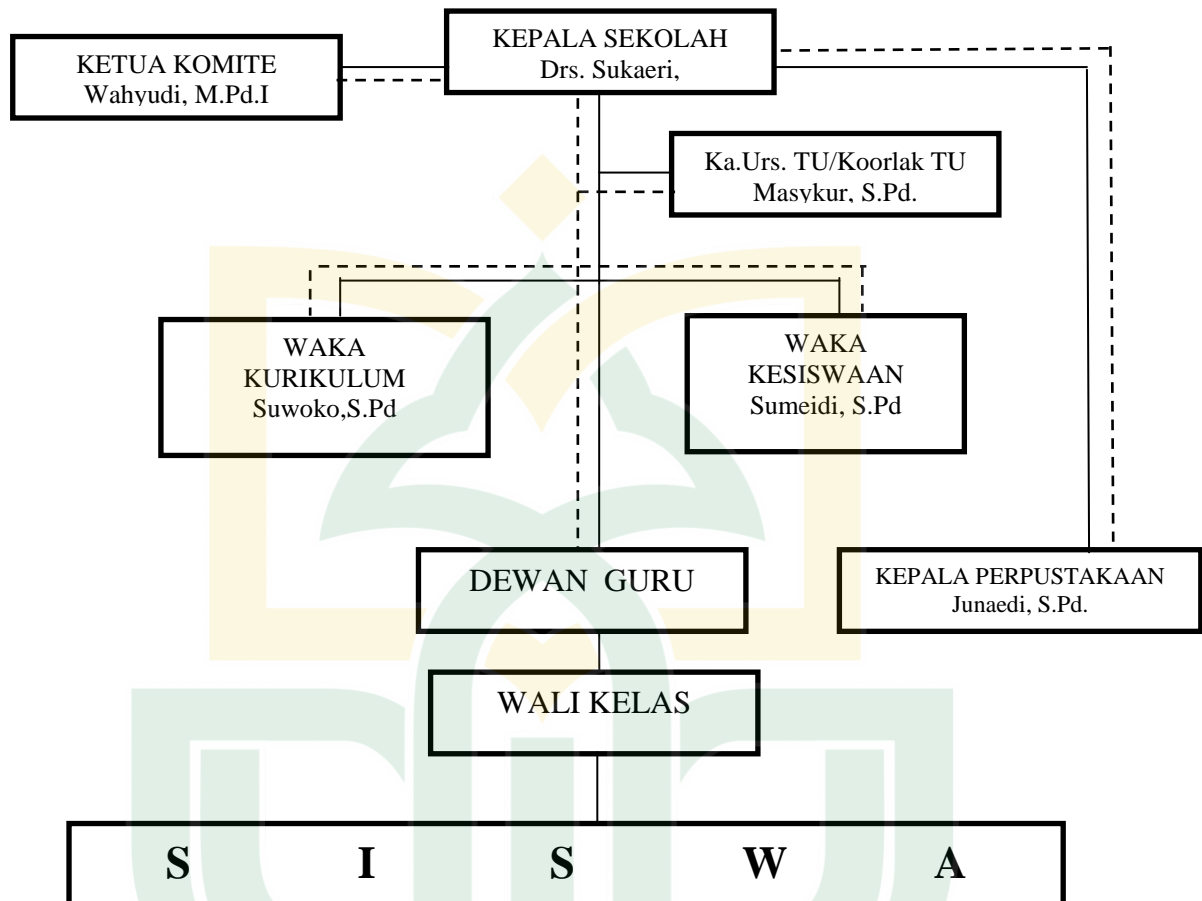 KEPALA SEKOLAH
Drs. Sukaeri,
KETUA KOMITE
Wahyudi, M.Pd.I
Ka.Urs. TU/Koorlak TU
Masykur, S.Pd.
WAKA
KURIKULUM
Suwoko,S.Pd
WAKA
KESISWAAN
Sumeidi, S.Pd
DEWAN GURU
KEPALA PERPUSTAKAAN
Junaedi, S.Pd.
WALI KELAS
S I S W A